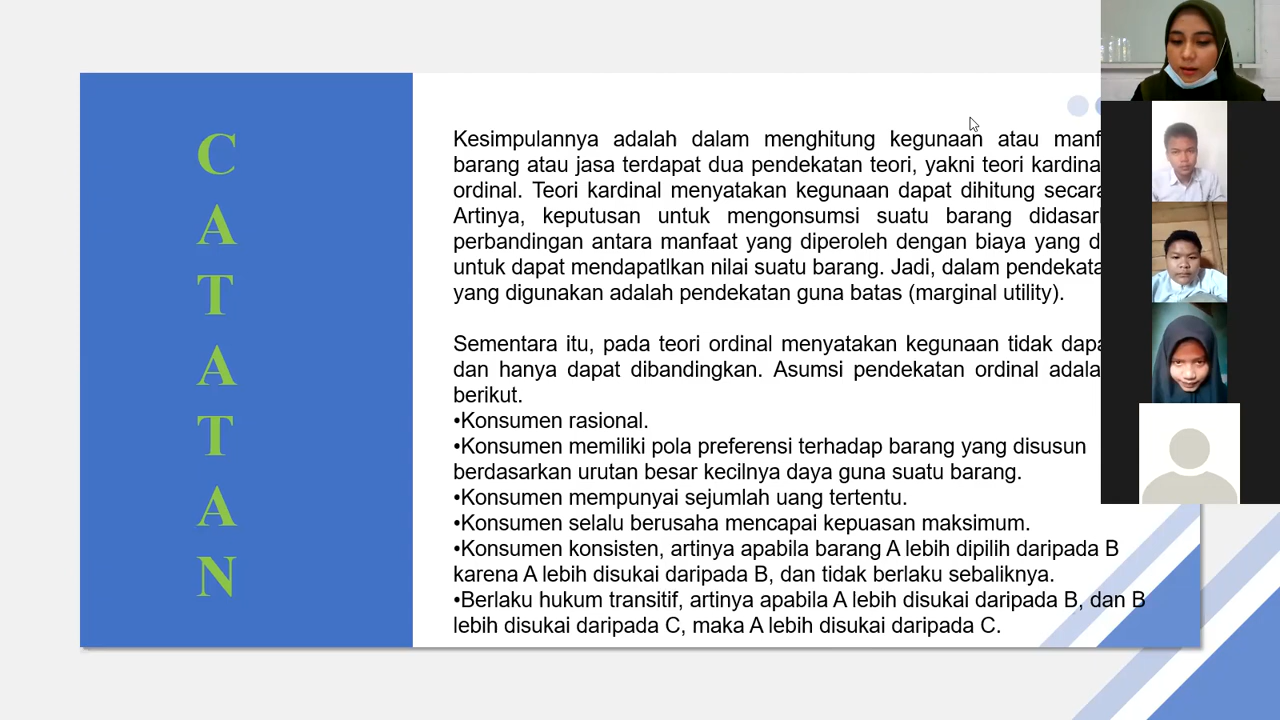 CATATAN
Kesimpulannya adalah dalam menghitung kegunaan atau
barang atau jasa terdapat dua pendekatan teori, yakni teori
ordinal. Teori kardinal menyatakan kegunaan dapat dihitung
Artinya, keputusan untuk mengonsumsi suatu barang
perbandingan antara manfaat yang diperoleh dengan biaya yang
untuk dapat mendapatlkan nilai suatu barang. Jadi, dalam
yang digunakan adalah pendekatan guna batas (marginal utility).
Sementara itu, pada teori ordinal menyatakan kegunaan tidak
dan hanya dapat dibandingkan. Asumsi pendekatan ordinal
berikut.
•Konsumen rasional.
•Konsumen memiliki pola preferensi terhadap barang yang disusun
berdasarkan urutan besar kecilnya daya guna suatu barang.
•Konsumen mempunyai sejumlah uang tertentu.
•Konsumen selalu berusaha mencapai kepuasan maksimum.
•Konsumen konsisten, artinya apabila barang A lebih dipilih daripada B
karena A lebih disukai daripada B, dan tidak berlaku sebaliknya.
•Berlaku hukum transitif, artinya apabila A lebih disukai daripada B, dan B
lebih disukai daripada C, maka A lebih disukai daripada C.